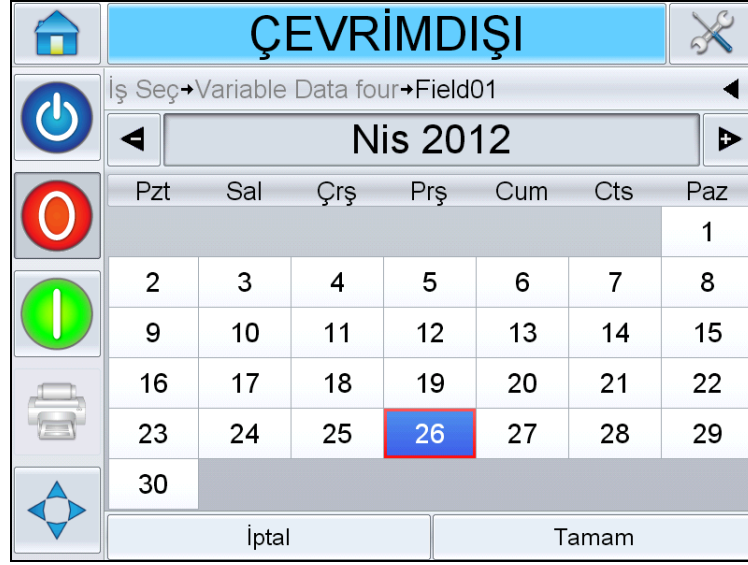 ÇEVRİMDIŞI
İş Seç→Variable Data four→Field01
Nis 2012
Pzt Sal Çrş Prş Cum Cts Paz
1
2 3 4 5 6 7 8
9 10 11 12 13 14 15
16 17 18 19 20 21 22
23 24 25 26 27 28 29
30
İptal Tamam